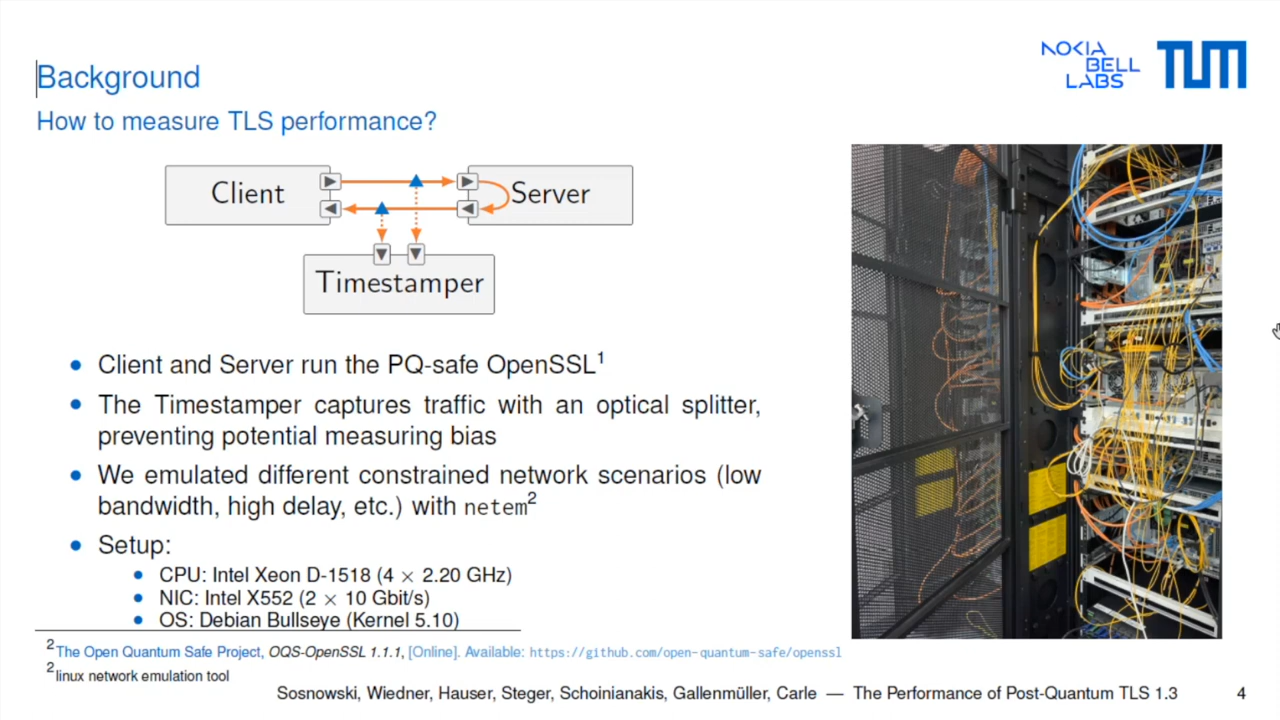 NOKIA
BELL
LABS
TUM
Background
How to measure TLS performance?
Client
Server
Timestamper
• Client and Server run the PQ-safe OpenSSL1
• The Timestamper captures traffic with an optical splitter,
preventing potential measuring bias
• We emulated different constrained network scenarios (low
bandwidth, high delay, etc.) with netem2
• Setup:
• CPU: Intel Xeon D-1518 (4 × 2.20 GHz)
• NIC: Intel X552 (2 × 10 Gbit/s)
• OS: Debian Bullseye (Kernel 5.10)
2The Open Quantum Safe Project, OQS-OpenSSL 1.1.1, [Online]. Available: https://github.com/open-quantum-safe/openssl
2linux network emulation tool
Sosnowski, Wiedner, Hauser, Steger, Schoinianakis, Gallenmüller, Carle — The Performance of Post-Quantum TLS 1.3 4